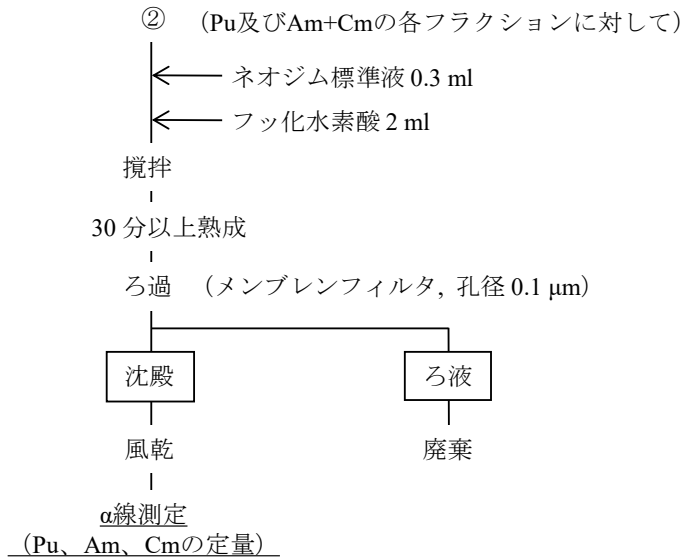 ② （Pu及びAm+Cmの各フラクションに対して）
ネオジム標準液 0.3 ml
フッ化水素酸 2 ml
撹拌
30 分以上熟成
ろ過 （メンブレンフィルタ, 孔径 0.1 μm）
沈殿 ろ液
風乾 廃棄
α線測定
（Pu、Am、Cmの定量）